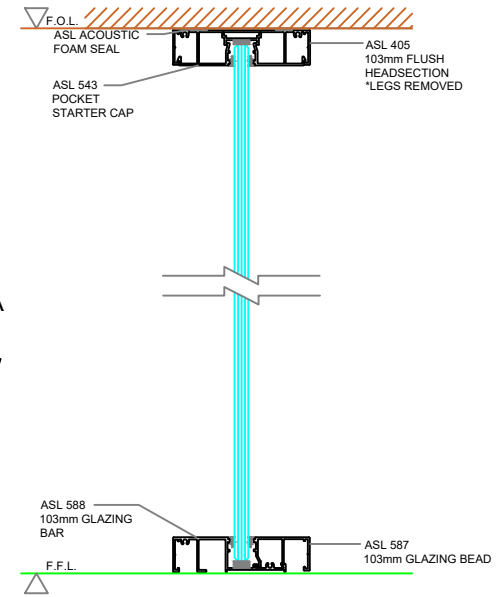 F.O.L.
ASL ACOUSTIC
FOAM SEAL
ASL 405
103mm FLUSH
HEADSECTION
*LEGS REMOVED
ASL 543
POCKET
STARTER CAP
ASL 588
103mm GLAZING
BAR
ASL 587
103mm GLAZING BEAD
F.F.L.